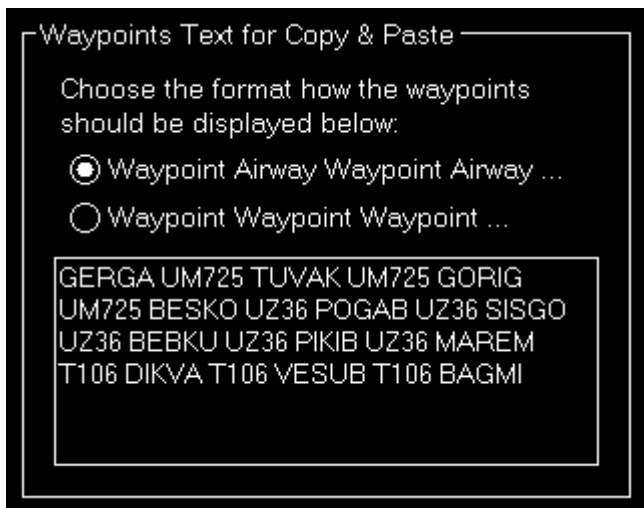 Waypoints Text for Copy & Paste
Choose the format how the waypoints
should be displayed below:
Waypoint Airway Waypoint Airway ...
Waypoint Waypoint Waypoint ...
GERGA UM725 TUVAK UM725 GORIG
UM725 BESKO UZ36 POGAB UZ36 SISGO
UZ36 BEBKU UZ36 PIKIB UZ36 MAREM
T106 DIKVA T106 VESUB T106 BAGMI